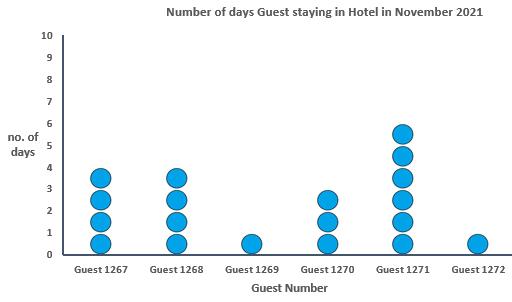 Number of days Guest staying in Hotel in November 2021
10
9
8
7
6
5
4
3
2
1
0
no. of
days
Guest 1267 Guest 1268 Guest 1269 Guest 1270 Guest 1271 Guest 1272
Guest Number